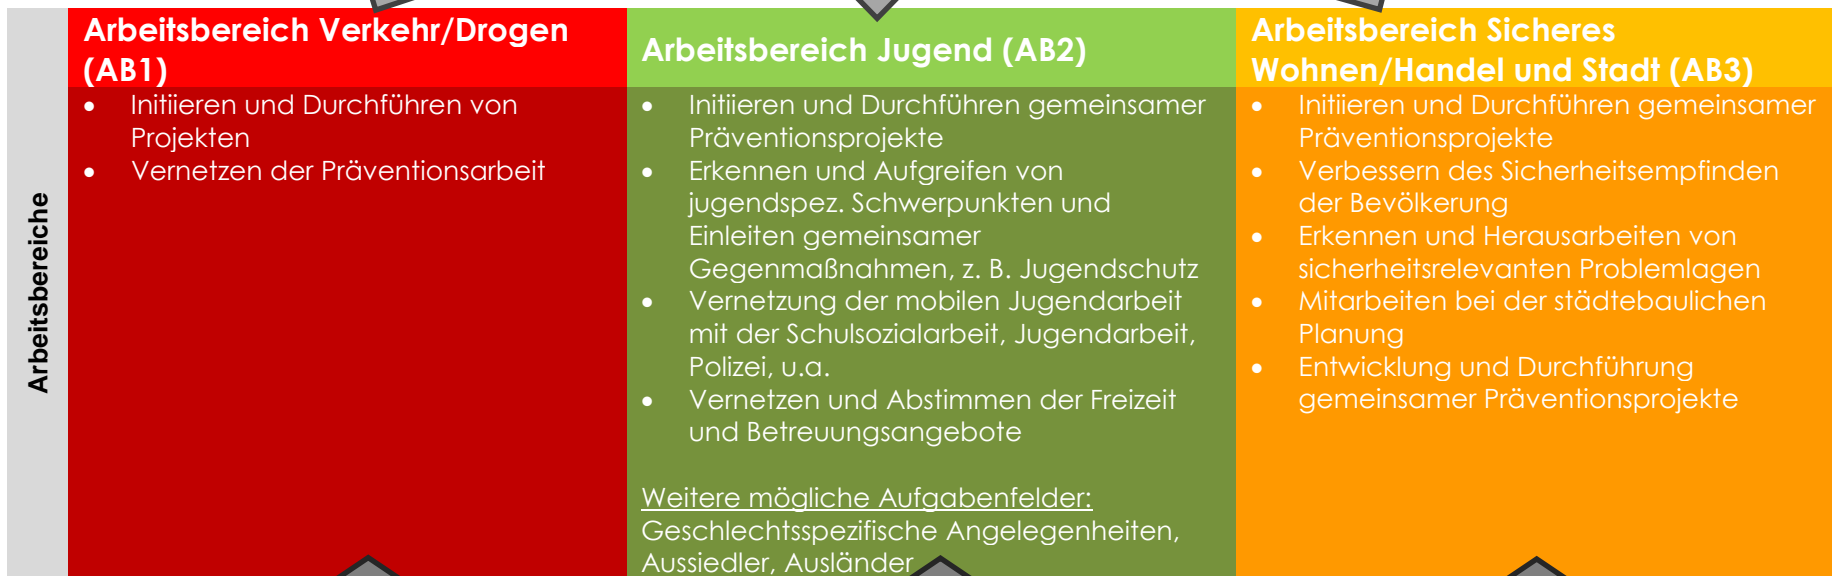 Arbeitsbereiche
Arbeitsbereich Verkehr/Drogen
(AB1)
• Initiieren und Durchführen von
Projekten
• Vernetzen der Präventionsarbeit
Arbeitsbereich Jugend (AB2)
• Initiieren und Durchführen gemeinsamer
Präventionsprojekte
• Erkennen und Aufgreifen von
jugendspez. Schwerpunkten und
Einleiten gemeinsamer
Gegenmaßnahmen, z. B. Jugendschutz
• Vernetzung der mobilen Jugendarbeit
mit der Schulsozialarbeit, Jugendarbeit,
Polizei, u.a.
• Vernetzen und Abstimmen der Freizeit
und Betreuungsangebote
Weitere mögliche Aufgabenfelder:
Geschlechtsspezifische Angelegenheiten,
Aussiedler, Ausländer
Arbeitsbereich Sicheres
Wohnen/Handel und Stadt (AB3)
• Initiieren und Durchführen gemeinsamer
Präventionsprojekte
• Verbessern des Sicherheitsempfinden
der Bevölkerung
• Erkennen und Herausarbeiten von
sicherheitsrelevanten Problemlagen
• Mitarbeiten bei der städtebaulichen
Planung
• Entwicklung und Durchführung
gemeinsamer Präventionsprojekte